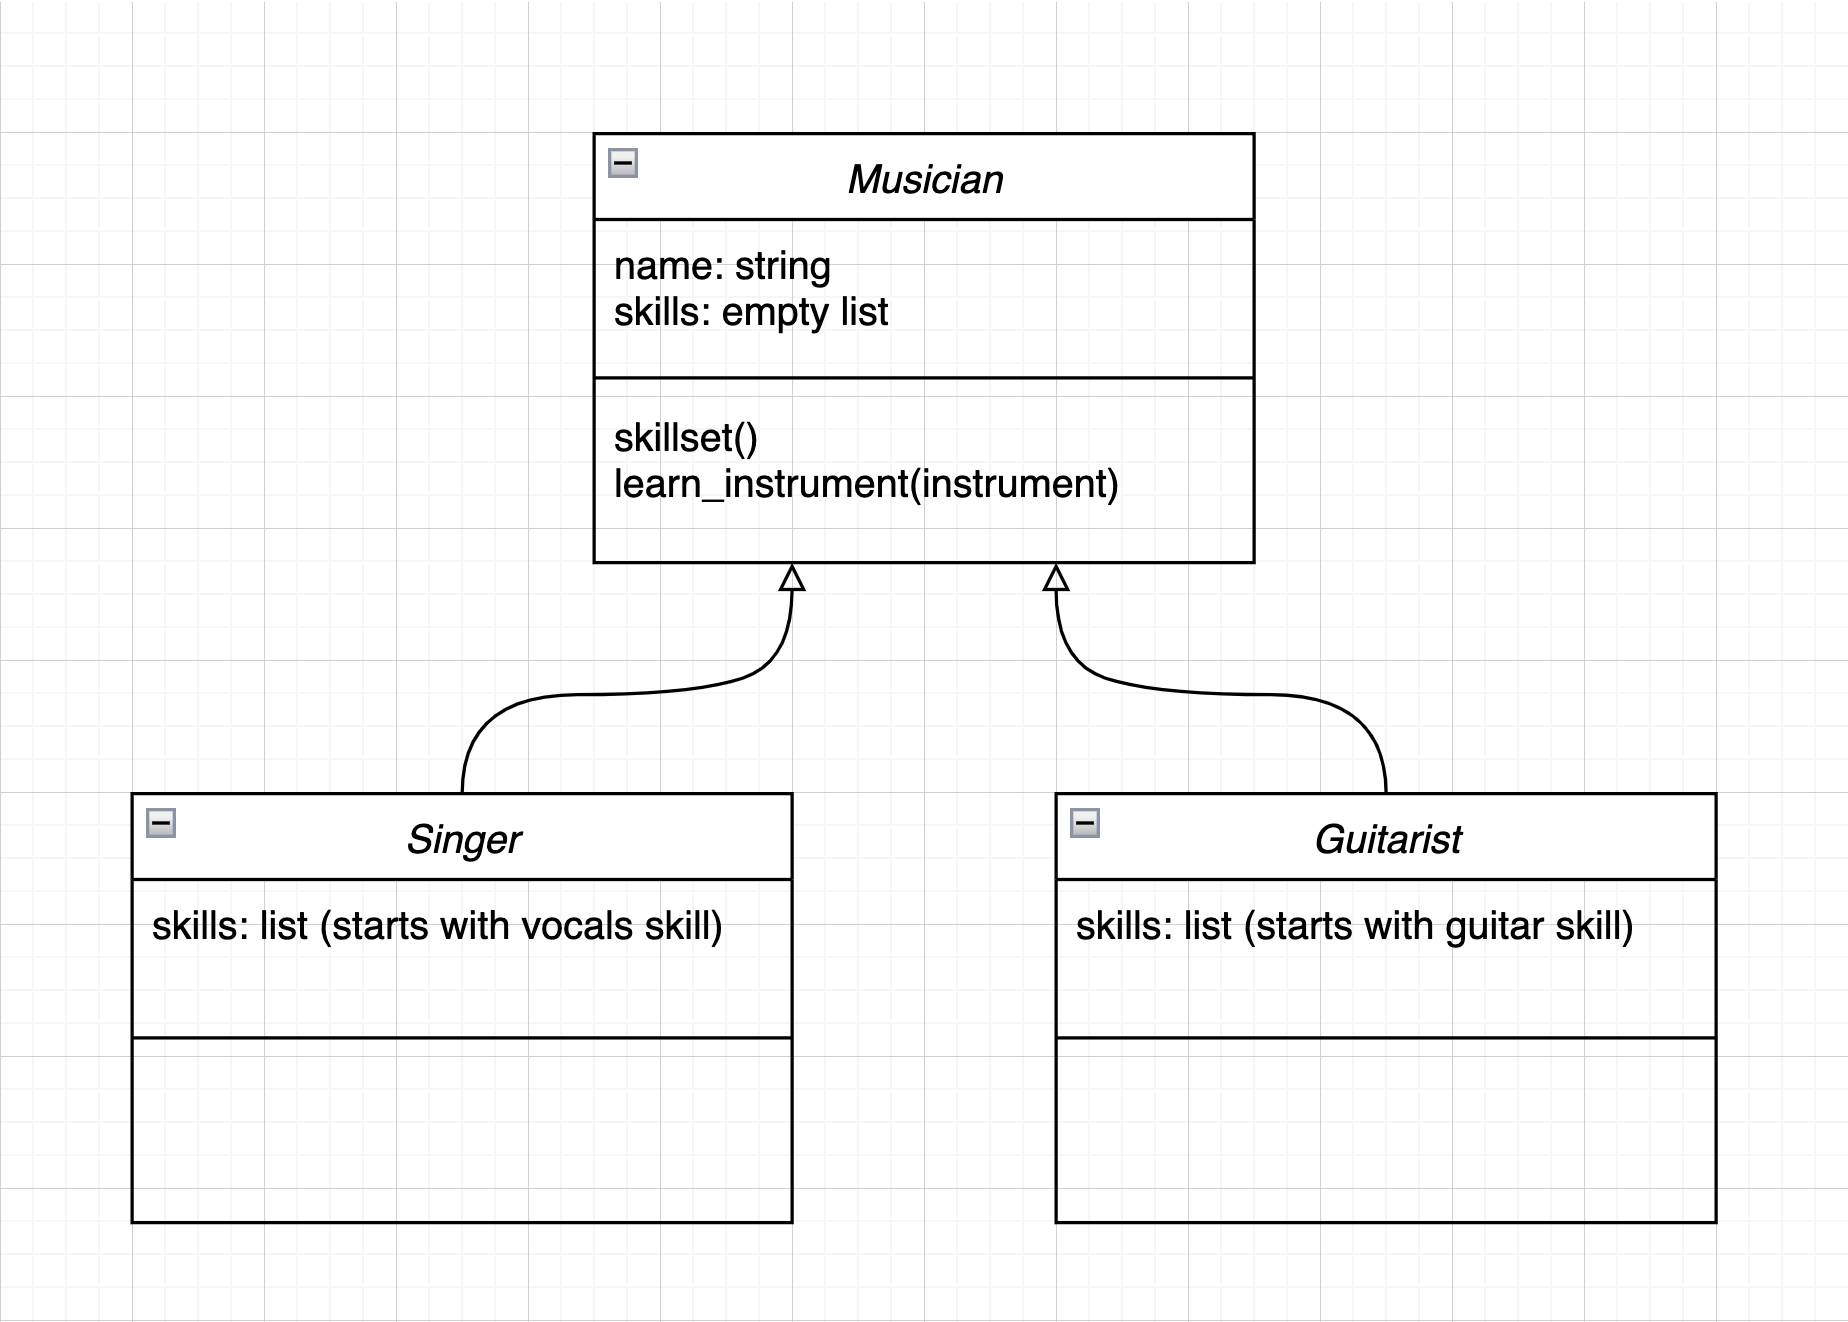 Musician
name: string
skills: empty list
skillset()
learn_instrument(instrument)
Singer
skills: list (starts with vocals skill)
Guitarist
skills: list (starts with guitar skill)